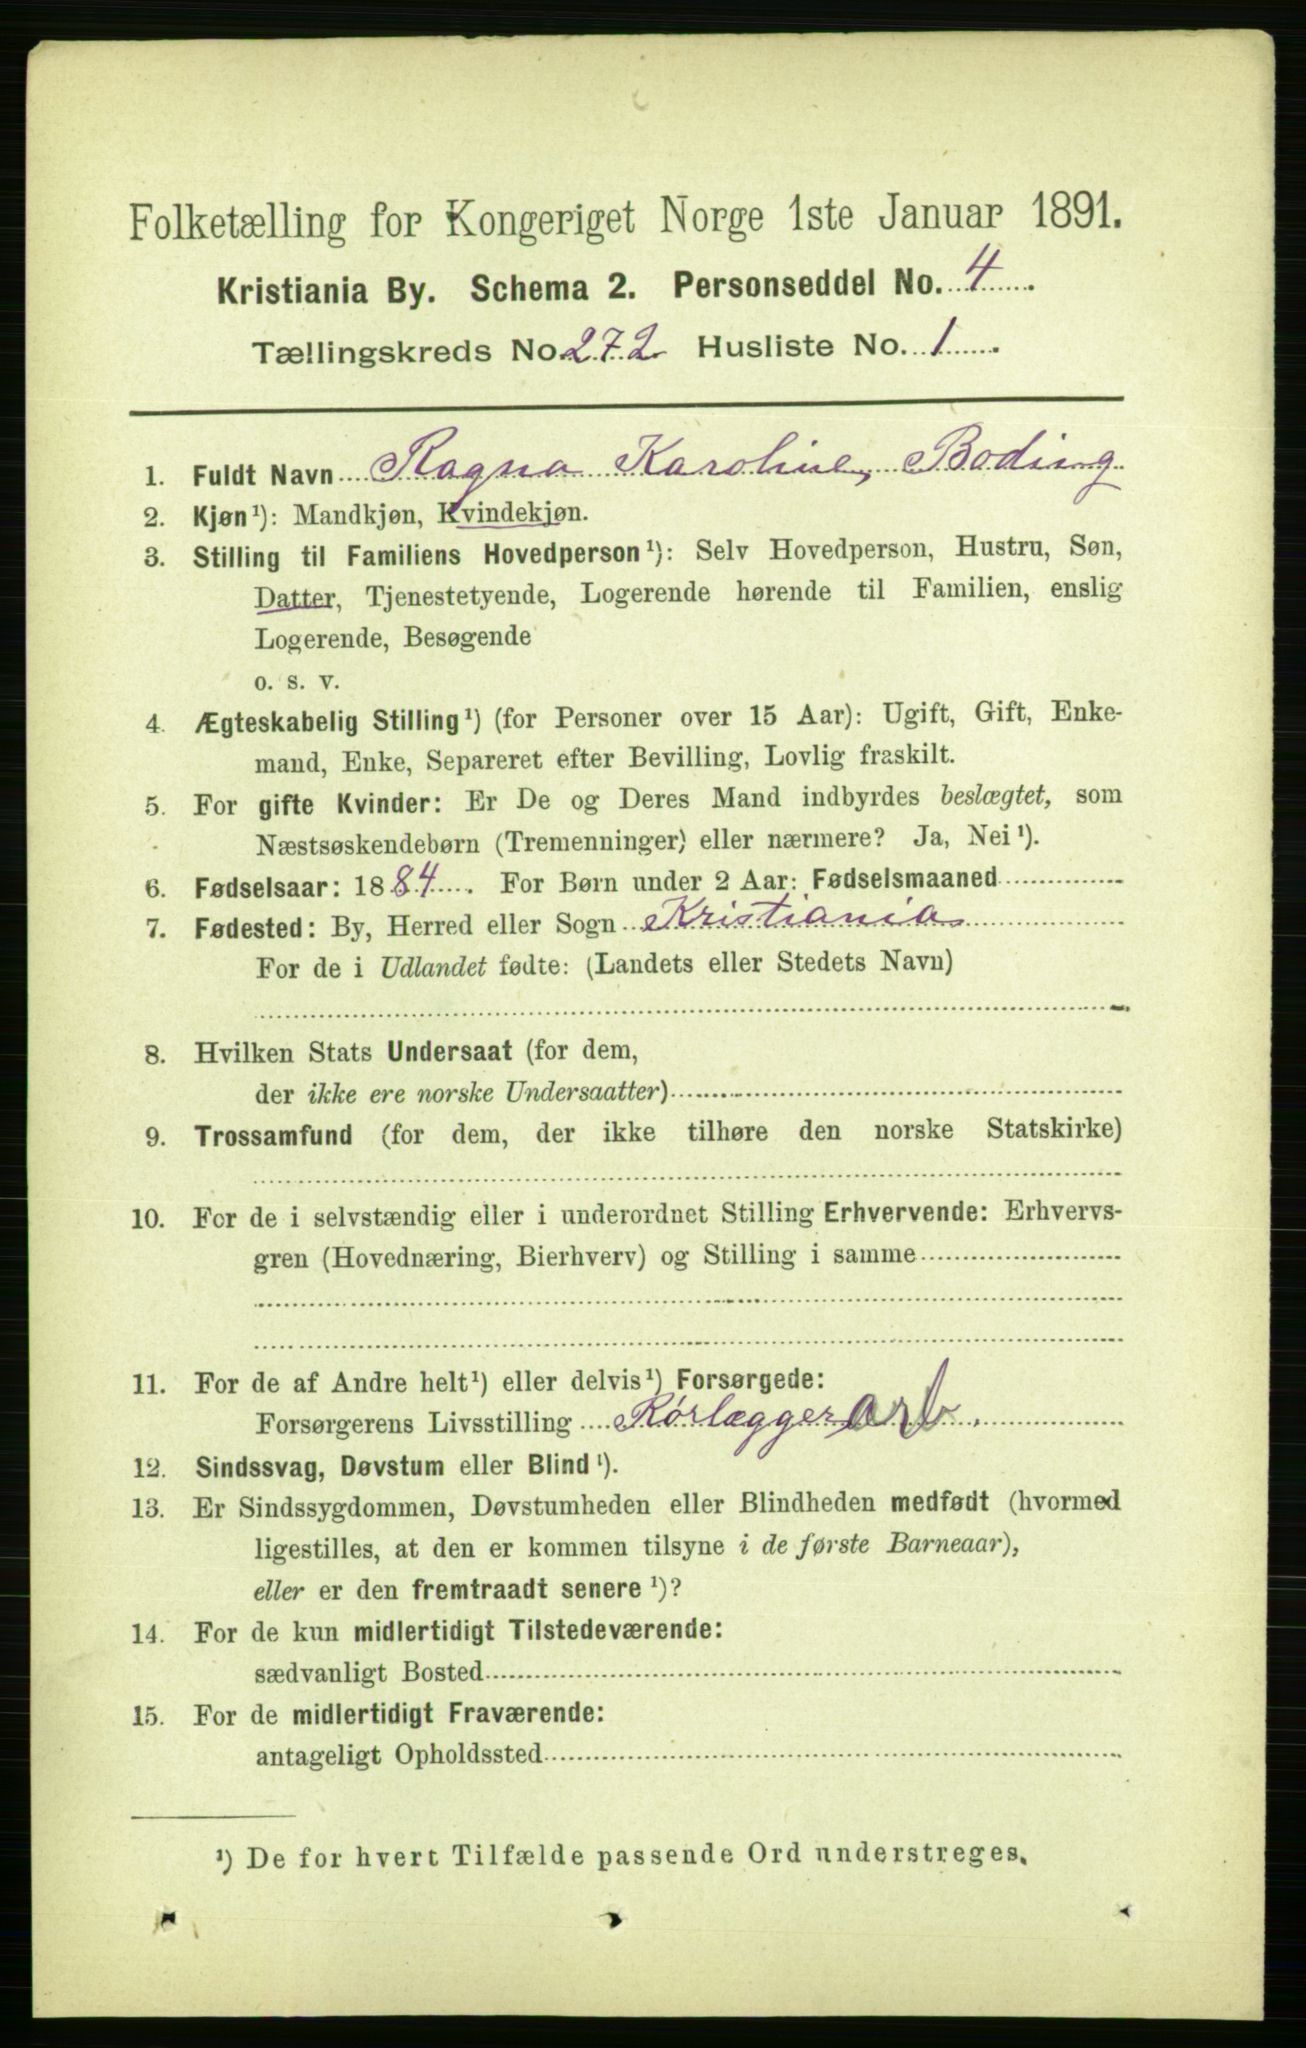 Folketælling for Kongeriget Norge 1ste Januar 1891.
Kristiania By. Schema 2. Personseddel No. 4
Tællingskreds No. 272 Husliste No. 1
1. Fuldt Navn Ragna Karoline, Boding
2. Kjøn¹): Mandkjøn, Kvindekjøn.
3. Stilling til Familiens Hovedperson¹): Selv Hovedperson, Hustru, Søn,
Datter, Tjenestetyende, Logerende hørende til Familien, enslig
Logerende, Besøgende
o. s. v.
4. Ægteskabelig Stilling¹) (for Personer over 15 Aar): Ugift, Gift, Enke-
mand, Enke, Separeret efter Bevilling, Lovlig fraskilt.
5. For gifte Kvinder: Er De og Deres Mand indbyrdes beslægtet, som
Næstsøskendebørn (Tremenninger) eller nærmere? Ja, Nei¹).
6. Fødselsaar: 1884. For Børn under 2 Aar: Fødselsmaaned
7. Fødested: By, Herred eller Sogn Kristiania
For de i Udlandet fødte: (Landets eller Stedets Navn)
8. Hvilken Stats Undersaat (for dem,
der ikke ere norske Undersaatter)
9. Trossamfund (for dem, der ikke tilhøre den norske Statskirke)
10. For de i selvstændig eller i underordnet Stilling Erhvervende: Erhvervs-
gren (Hovednæring, Bierhverv) og Stilling i samme
11. For de af Andre helt¹) eller delvis¹) Forsørgede:
Forsørgerens Livsstilling Rørlæggerarb.
12. Sindssvag, Døvstum eller Blind¹).
13. Er Sindssygdommen, Døvstumheden eller Blindheden medfødt (hvormed
ligestilles, at den er kommen tilsyne i de første Barneaar),
eller er den fremtraadt senere¹)?
14. For de kun midlertidigt Tilstedeværende:
sædvanligt Bosted
15. For de midlertidigt Fraværende:
antageligt Opholdssted
¹) De for hvert Tilfælde passende Ord understreges.